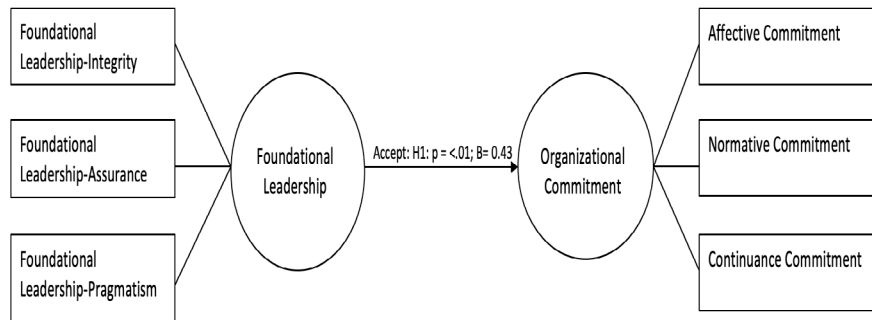 Foundational
Leadership-Integrity
Foundational
Leadership-Assurance
Foundational
Leadership-Pragmatism
Foundational
Leadership
Accept: H1: p = <.01; B= 0.43
Organizational
Commitment
Affective Commitment
Normative Commitment
Continuance Commitment